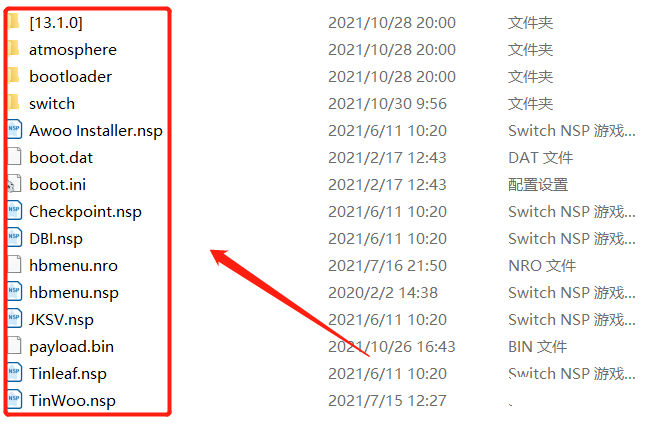 [13.1.0] 2021/10/28 20:00 文件夹
atmosphere 2021/10/28 20:00 文件夹
bootloader 2021/10/28 20:00 文件夹
switch 2021/10/30 9:56 文件夹
NSP Awoo Installer.nsp 2021/6/11 10:20 Switch NSP 游戏...
boot.dat 2021/2/17 12:43 DAT 文件
boot.ini 2021/2/17 12:43 配置设置
NSP Checkpoint.nsp 2021/6/11 10:20 Switch NSP 游戏...
NSP DBI.nsp 2021/6/11 10:20 Switch NSP 游戏...
hbmenu.nro 2021/7/16 21:50 NRO 文件
NSP hbmenu.nsp 2020/2/2 14:38 Switch NSP 游戏...
NSP JKSV.nsp 2021/6/11 10:20 Switch NSP 游戏...
payload.bin 2021/10/26 16:43 BIN 文件
NSP Tinleaf.nsp 2021/6/11 10:20 Switch NSP 游戏...
NSP TinWoo.nsp 2021/7/15 12:27